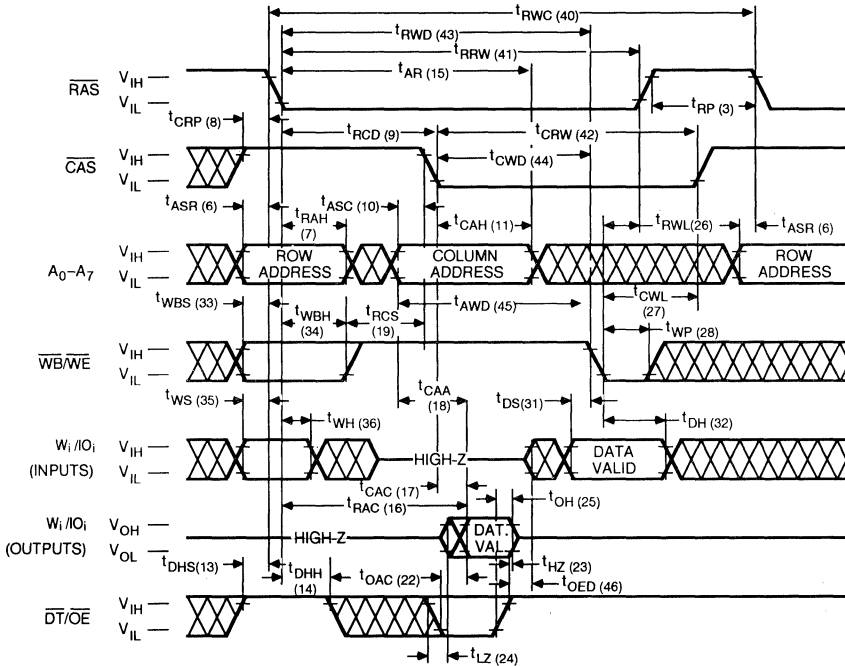 tRWC (40)
tRWD (43)
tRRW (41)
tAR (15)
RAS VIH
VIL
tRP (3)
tCRP (8)
tRCD (9)
tCRW (42)
CAS VIH
VIL
tCWD (44)
tASR (6)
tRAH (7)
tASC (10)
tCAH (11)
tRWL(26)
tASR (6)
A0–A7 VIH
VIL
ROW ADDRESS
COLUMN ADDRESS
ROW ADDRESS
tWBS (33)
tWBH (34)
tRCS (19)
tAWD (45)
tCWL (27)
tWP (28)
WB/WE VIH
VIL
tCAA (18)
tWS (35)
tWH (36)
tDS(31)
tDH (32)
Wi/IOi (INPUTS) VIH
VIL
HIGH-Z
DATA VALID
tCAC (17)
tRAC (16)
tOH (25)
Wi/IOi (OUTPUTS) VOH
VOL
HIGH-Z
DAT. VAL
tDHS(13)
tDHH (14)
tOAC (22)
tHZ (23)
tOED (46)
DT/OE VIH
VIL
tLZ (24)